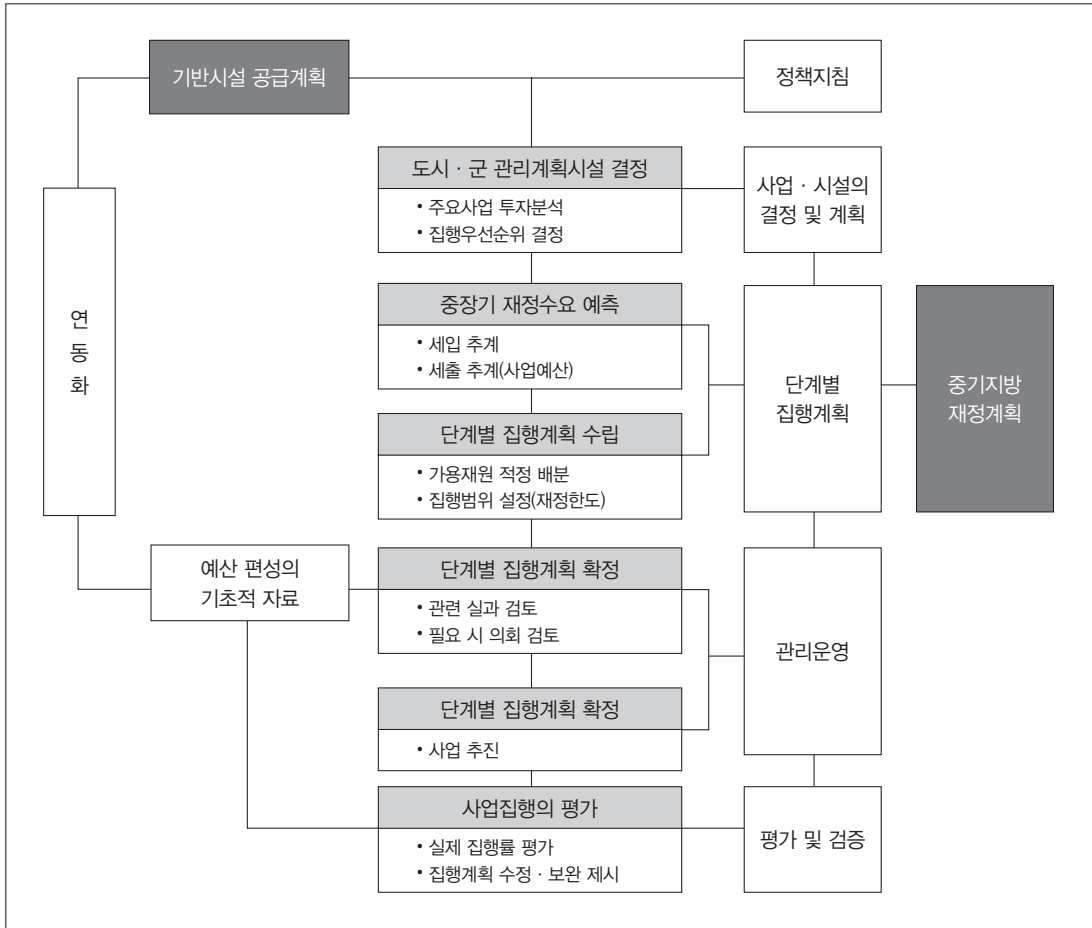 기반시설 공급계획
정책지침
도시 · 군 관리계획시설 결정
• 주요사업 투자분석
• 집행우선순위 결정
사업 · 시설의
결정 및 계획
연
동
화
중장기 재정수요 예측
• 세입 추계
• 세출 추계(사업예산)
단계별 집행계획 수립
• 가용재원 적정 배분
• 집행범위 설정(재정한도)
단계별
집행계획
중기지방
재정계획
예산 편성의
기초적 자료
단계별 집행계획 확정
• 관련 실과 검토
• 필요 시 의회 검토
단계별 집행계획 확정
• 사업 추진
관리운영
사업집행의 평가
• 실제 집행률 평가
• 집행계획 수정 · 보완 제시
평가 및 검증